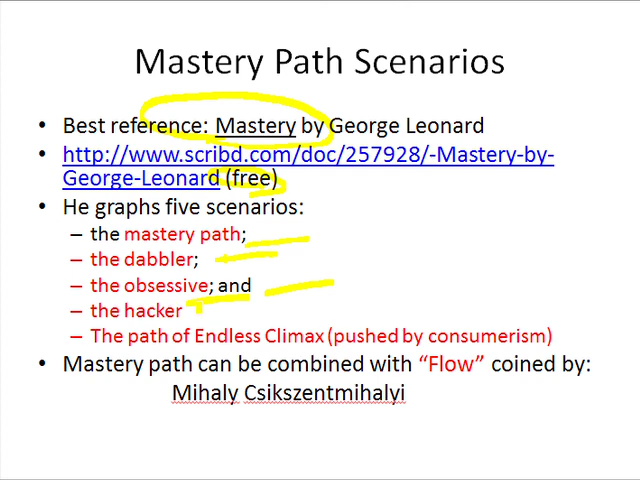 Mastery Path Scenarios
• Best reference: Mastery by George Leonard
• http://www.scribd.com/doc/257928/-Mastery-by-
George-Leonard (free)
• He graphs five scenarios:
– the mastery path;
– the dabbler;
– the obsessive; and
– the hacker
– The path of Endless Climax (pushed by consumerism)
• Mastery path can be combined with “Flow” coined by:
Mihaly Csikszentmihalyi